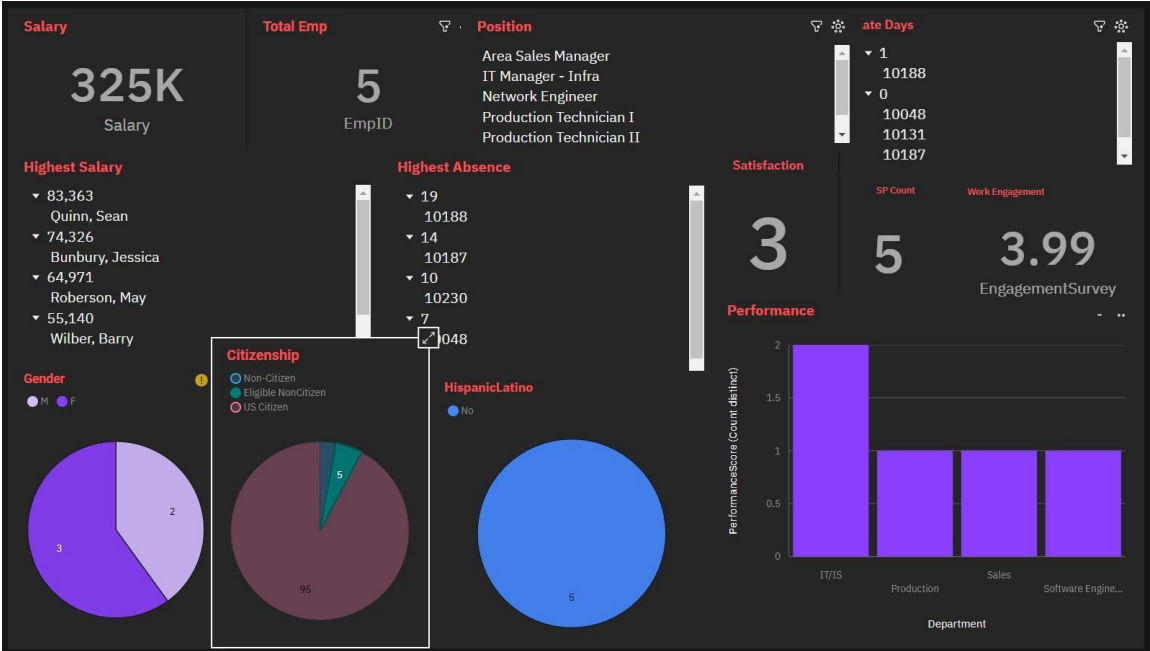 Salary
325K
Salary
Total Emp
5
EmpID
Position
Area Sales Manager
IT Manager - Infra
Network Engineer
Production Technician I
Production Technician II
ate Days
1
10188
0
10048
10131
10187
Highest Salary
83,363
Quinn, Sean
74,326
Bunbury, Jessica
64,971
Roberson, May
55,140
Wilber, Barry
Highest Absence
19
10188
14
10187
10
10230
7
048
Satisfaction
3
SP Count
5
Work Engagement
3.99
EngagementSurvey
Gender
M F
2
3
Citizenship
Non-Citizen
Eligible NonCitizen
US Citizen
5
95
HispanicLatino
No
5
Performance
PerformanceScore (Count distinct)
2
1.5
1
0.5
0
IT/IS
Production
Sales
Software Engine...
Department